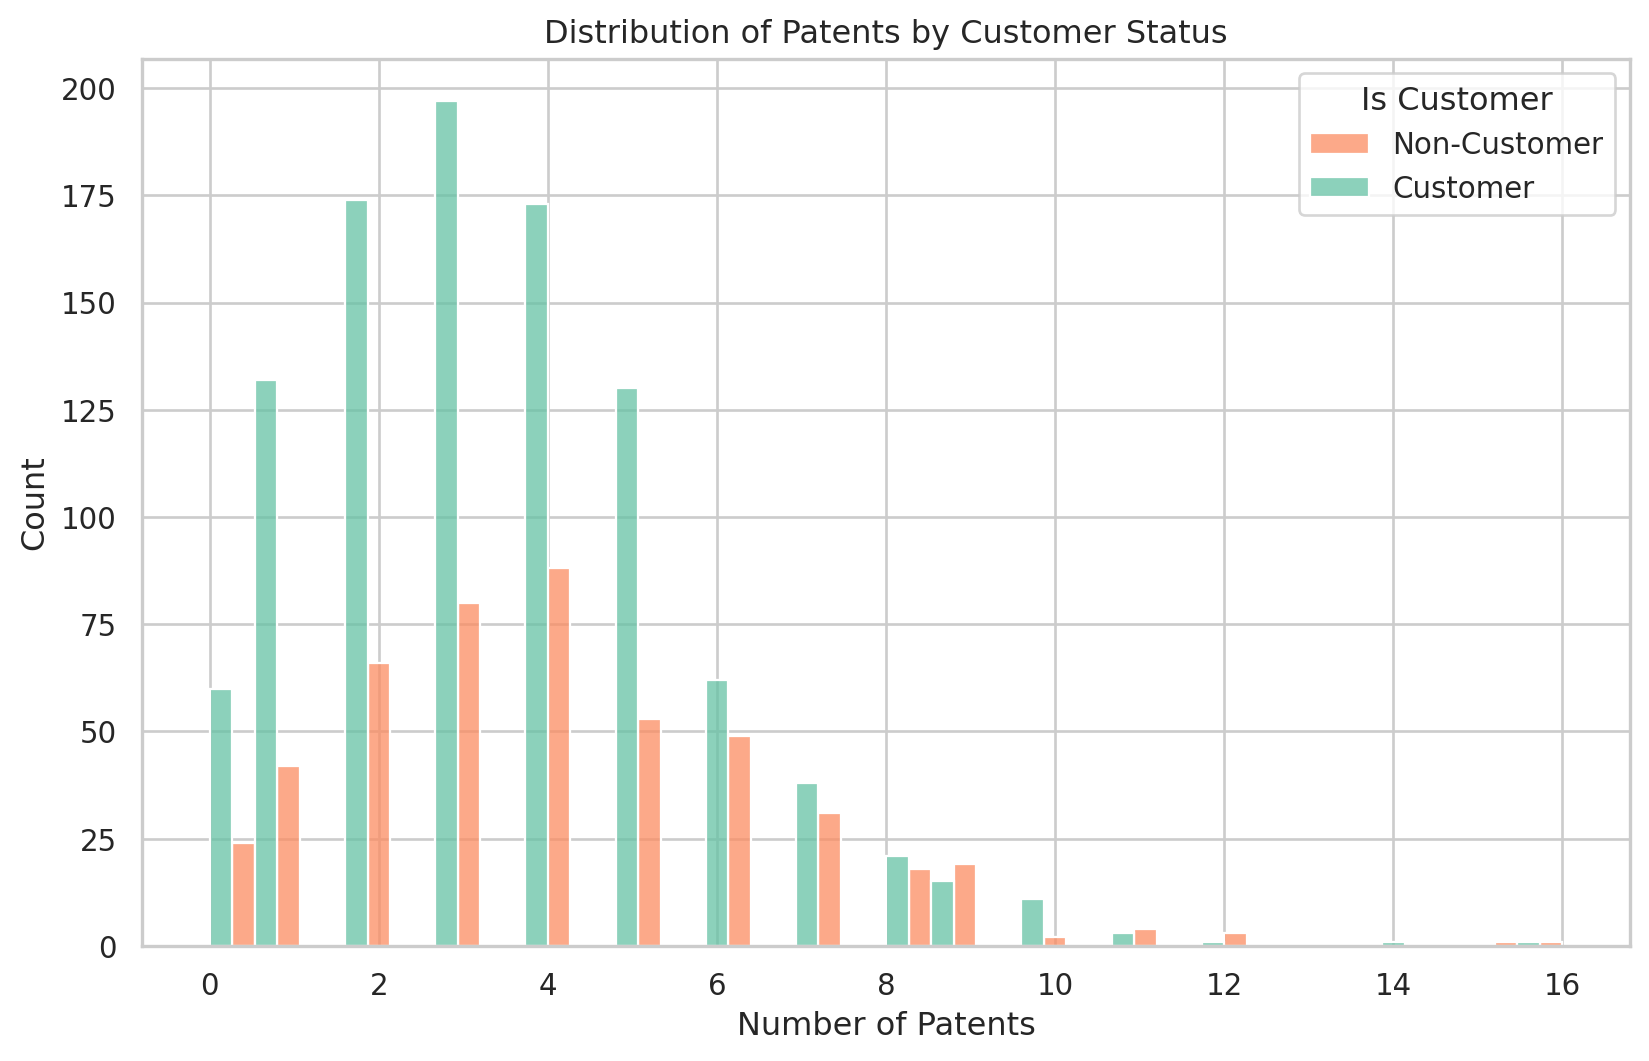 Distribution of Patents by Customer Status
200
175
150
125
100
75
50
25
0
Count
Is Customer
Non-Customer
Customer
0 2 4 6 8 10 12 14 16
Number of Patents